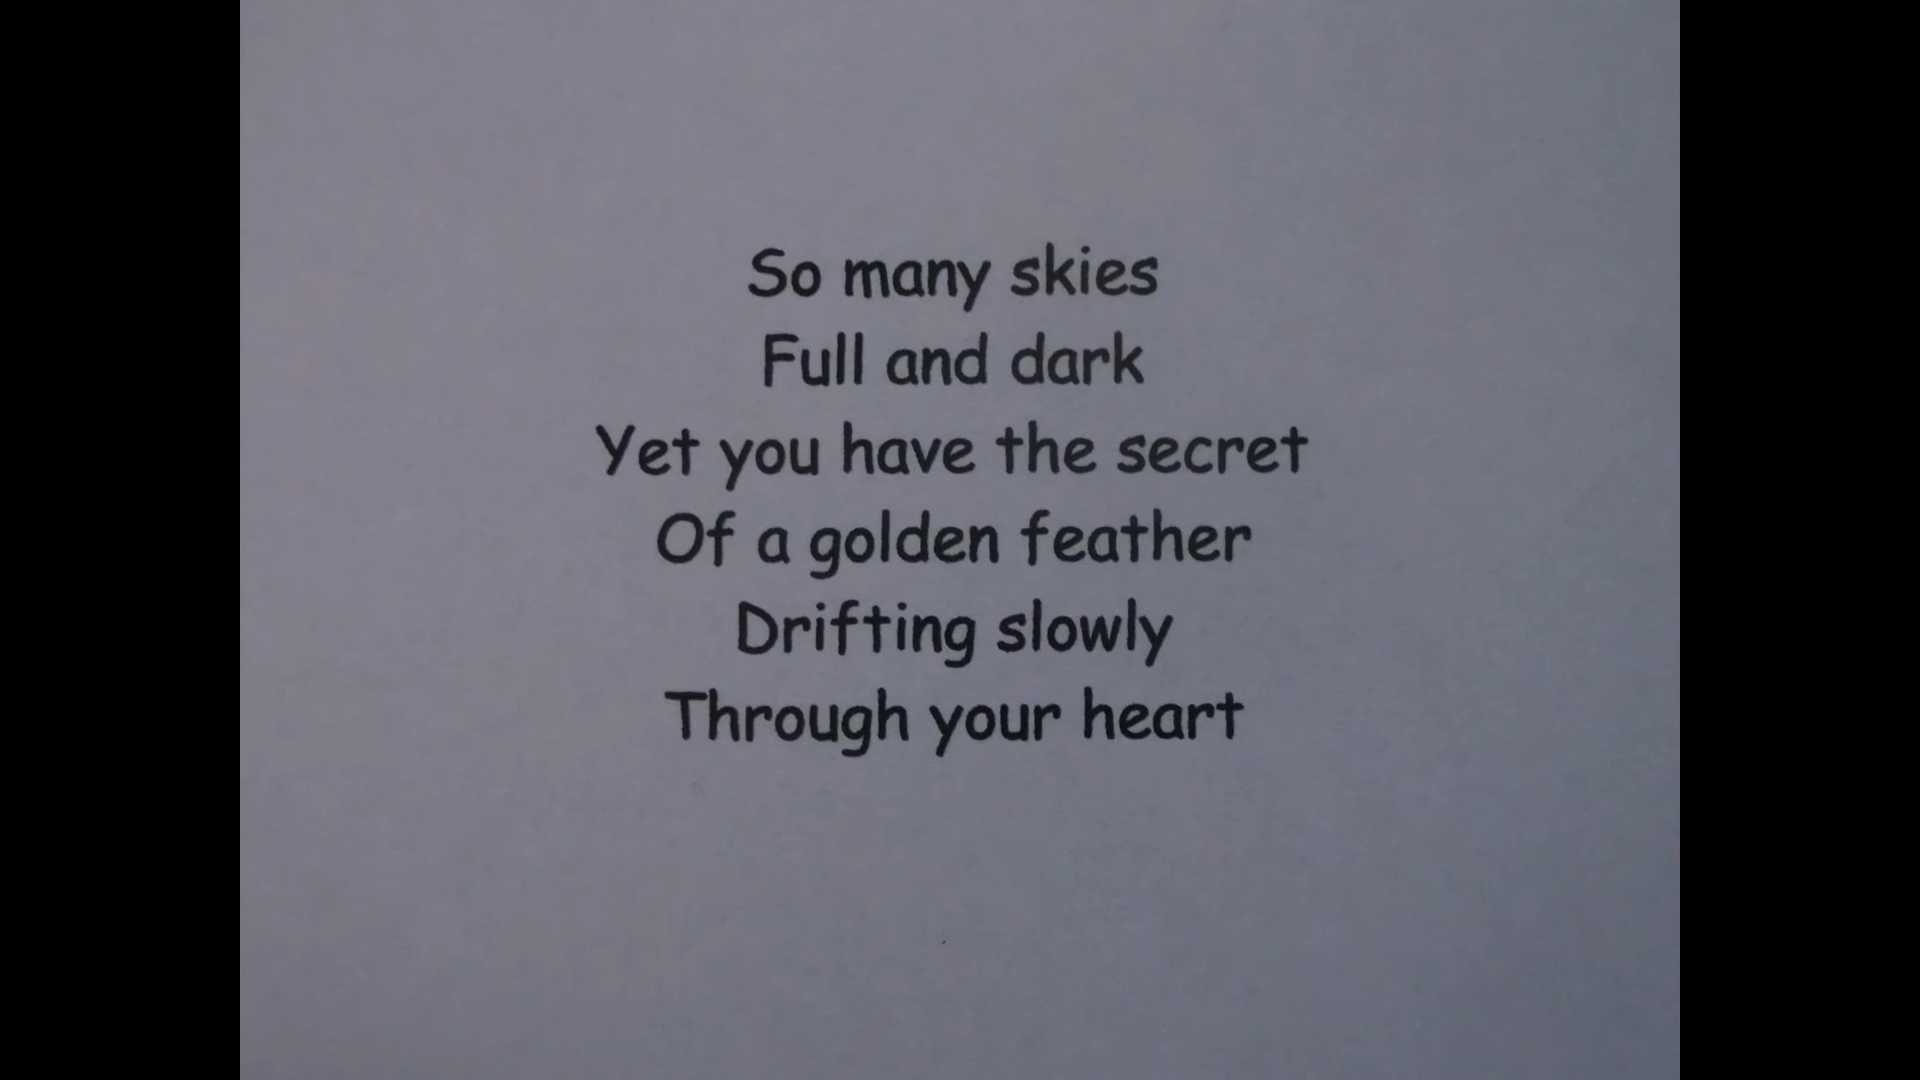 So many skies
Full and dark
Yet you have the secret
Of a golden feather
Drifting slowly
Through your heart